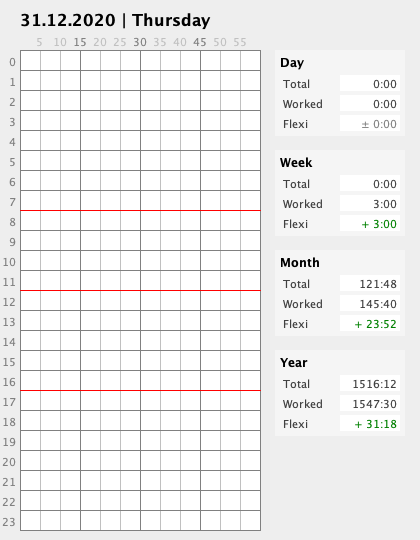 31.12.2020 | Thursday
5 10 15 20 25 30 35 40 45 50 55
0
1
2
3
4
5
6
7
8
9
10
11
12
13
14
15
16
17
18
19
20
21
22
23
Day
Total 0:00
Worked 0:00
Flexi ± 0:00
Week
Total 0:00
Worked 3:00
Flexi + 3:00
Month
Total 121:48
Worked 145:40
Flexi + 23:52
Year
Total 1516:12
Worked 1547:30
Flexi + 31:18